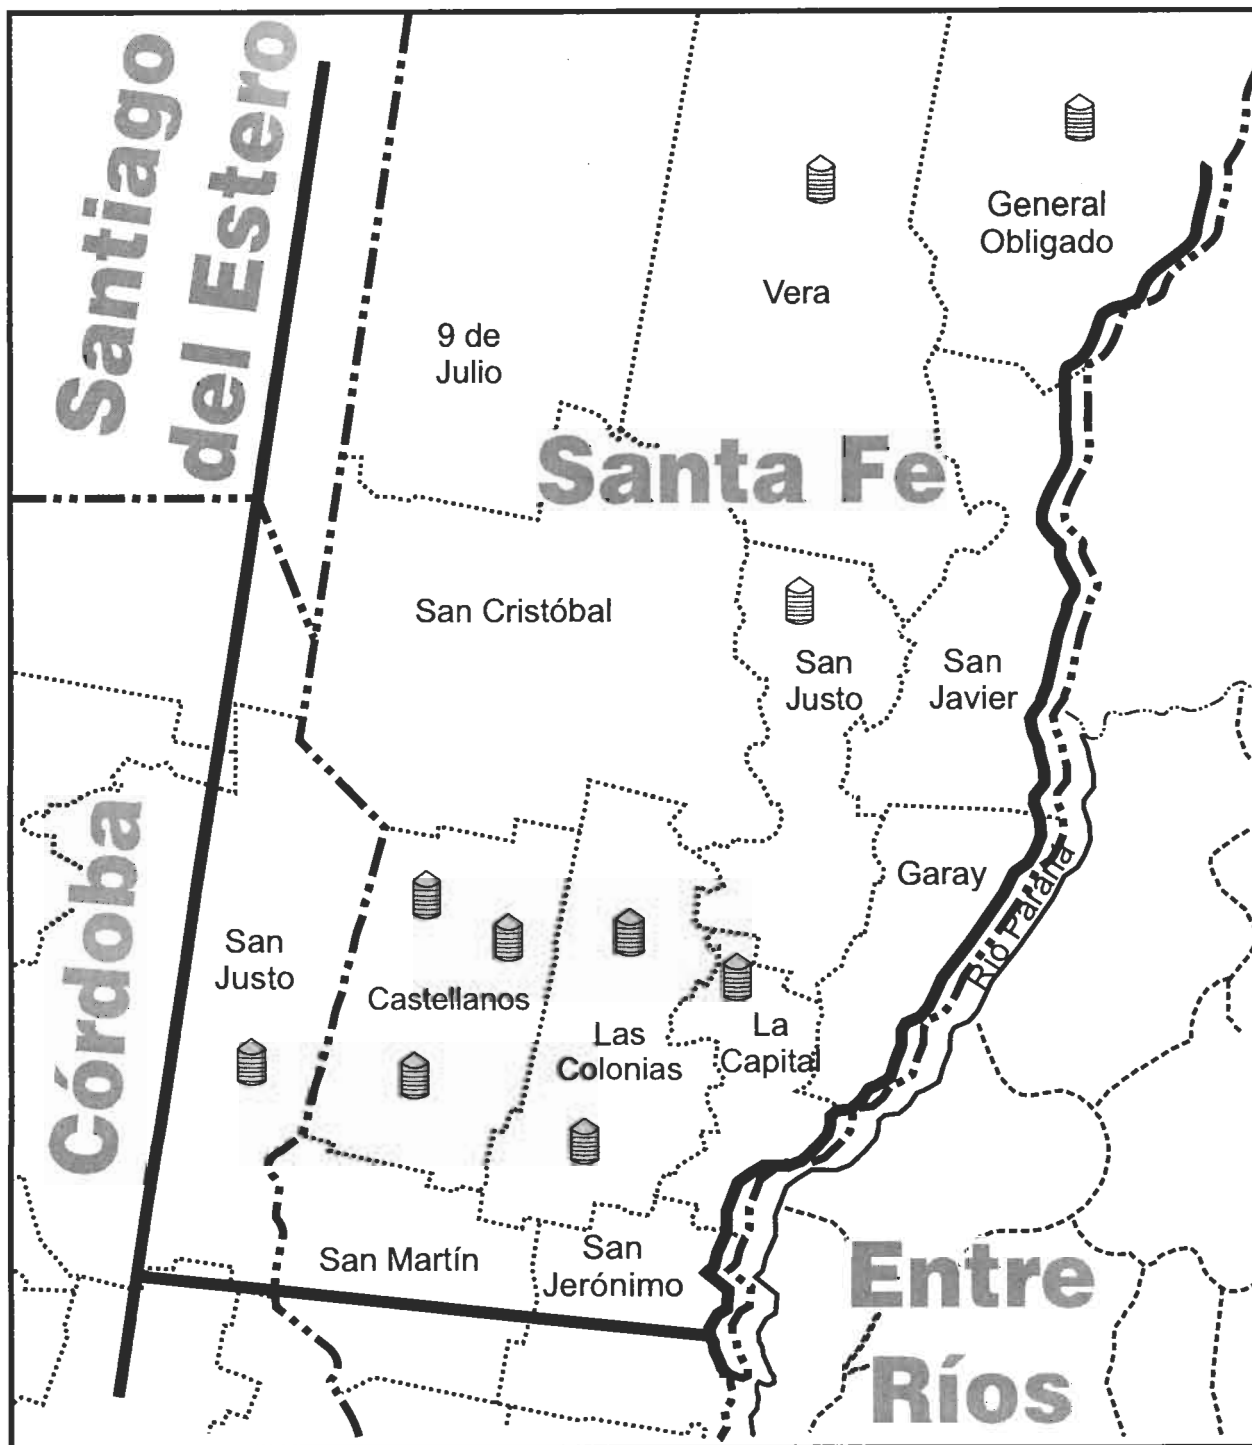 Santiago
del Estero
General
Obligado
Vera
9 de
Julio
Santa Fe
San Cristóbal
San
Justo
San
Javier
Córdoba
Garay
Río Paraná
San
Justo
Castellanos
Las
Colonias
La
Capital
San Martín
San
Jerónimo
Entre
Ríos